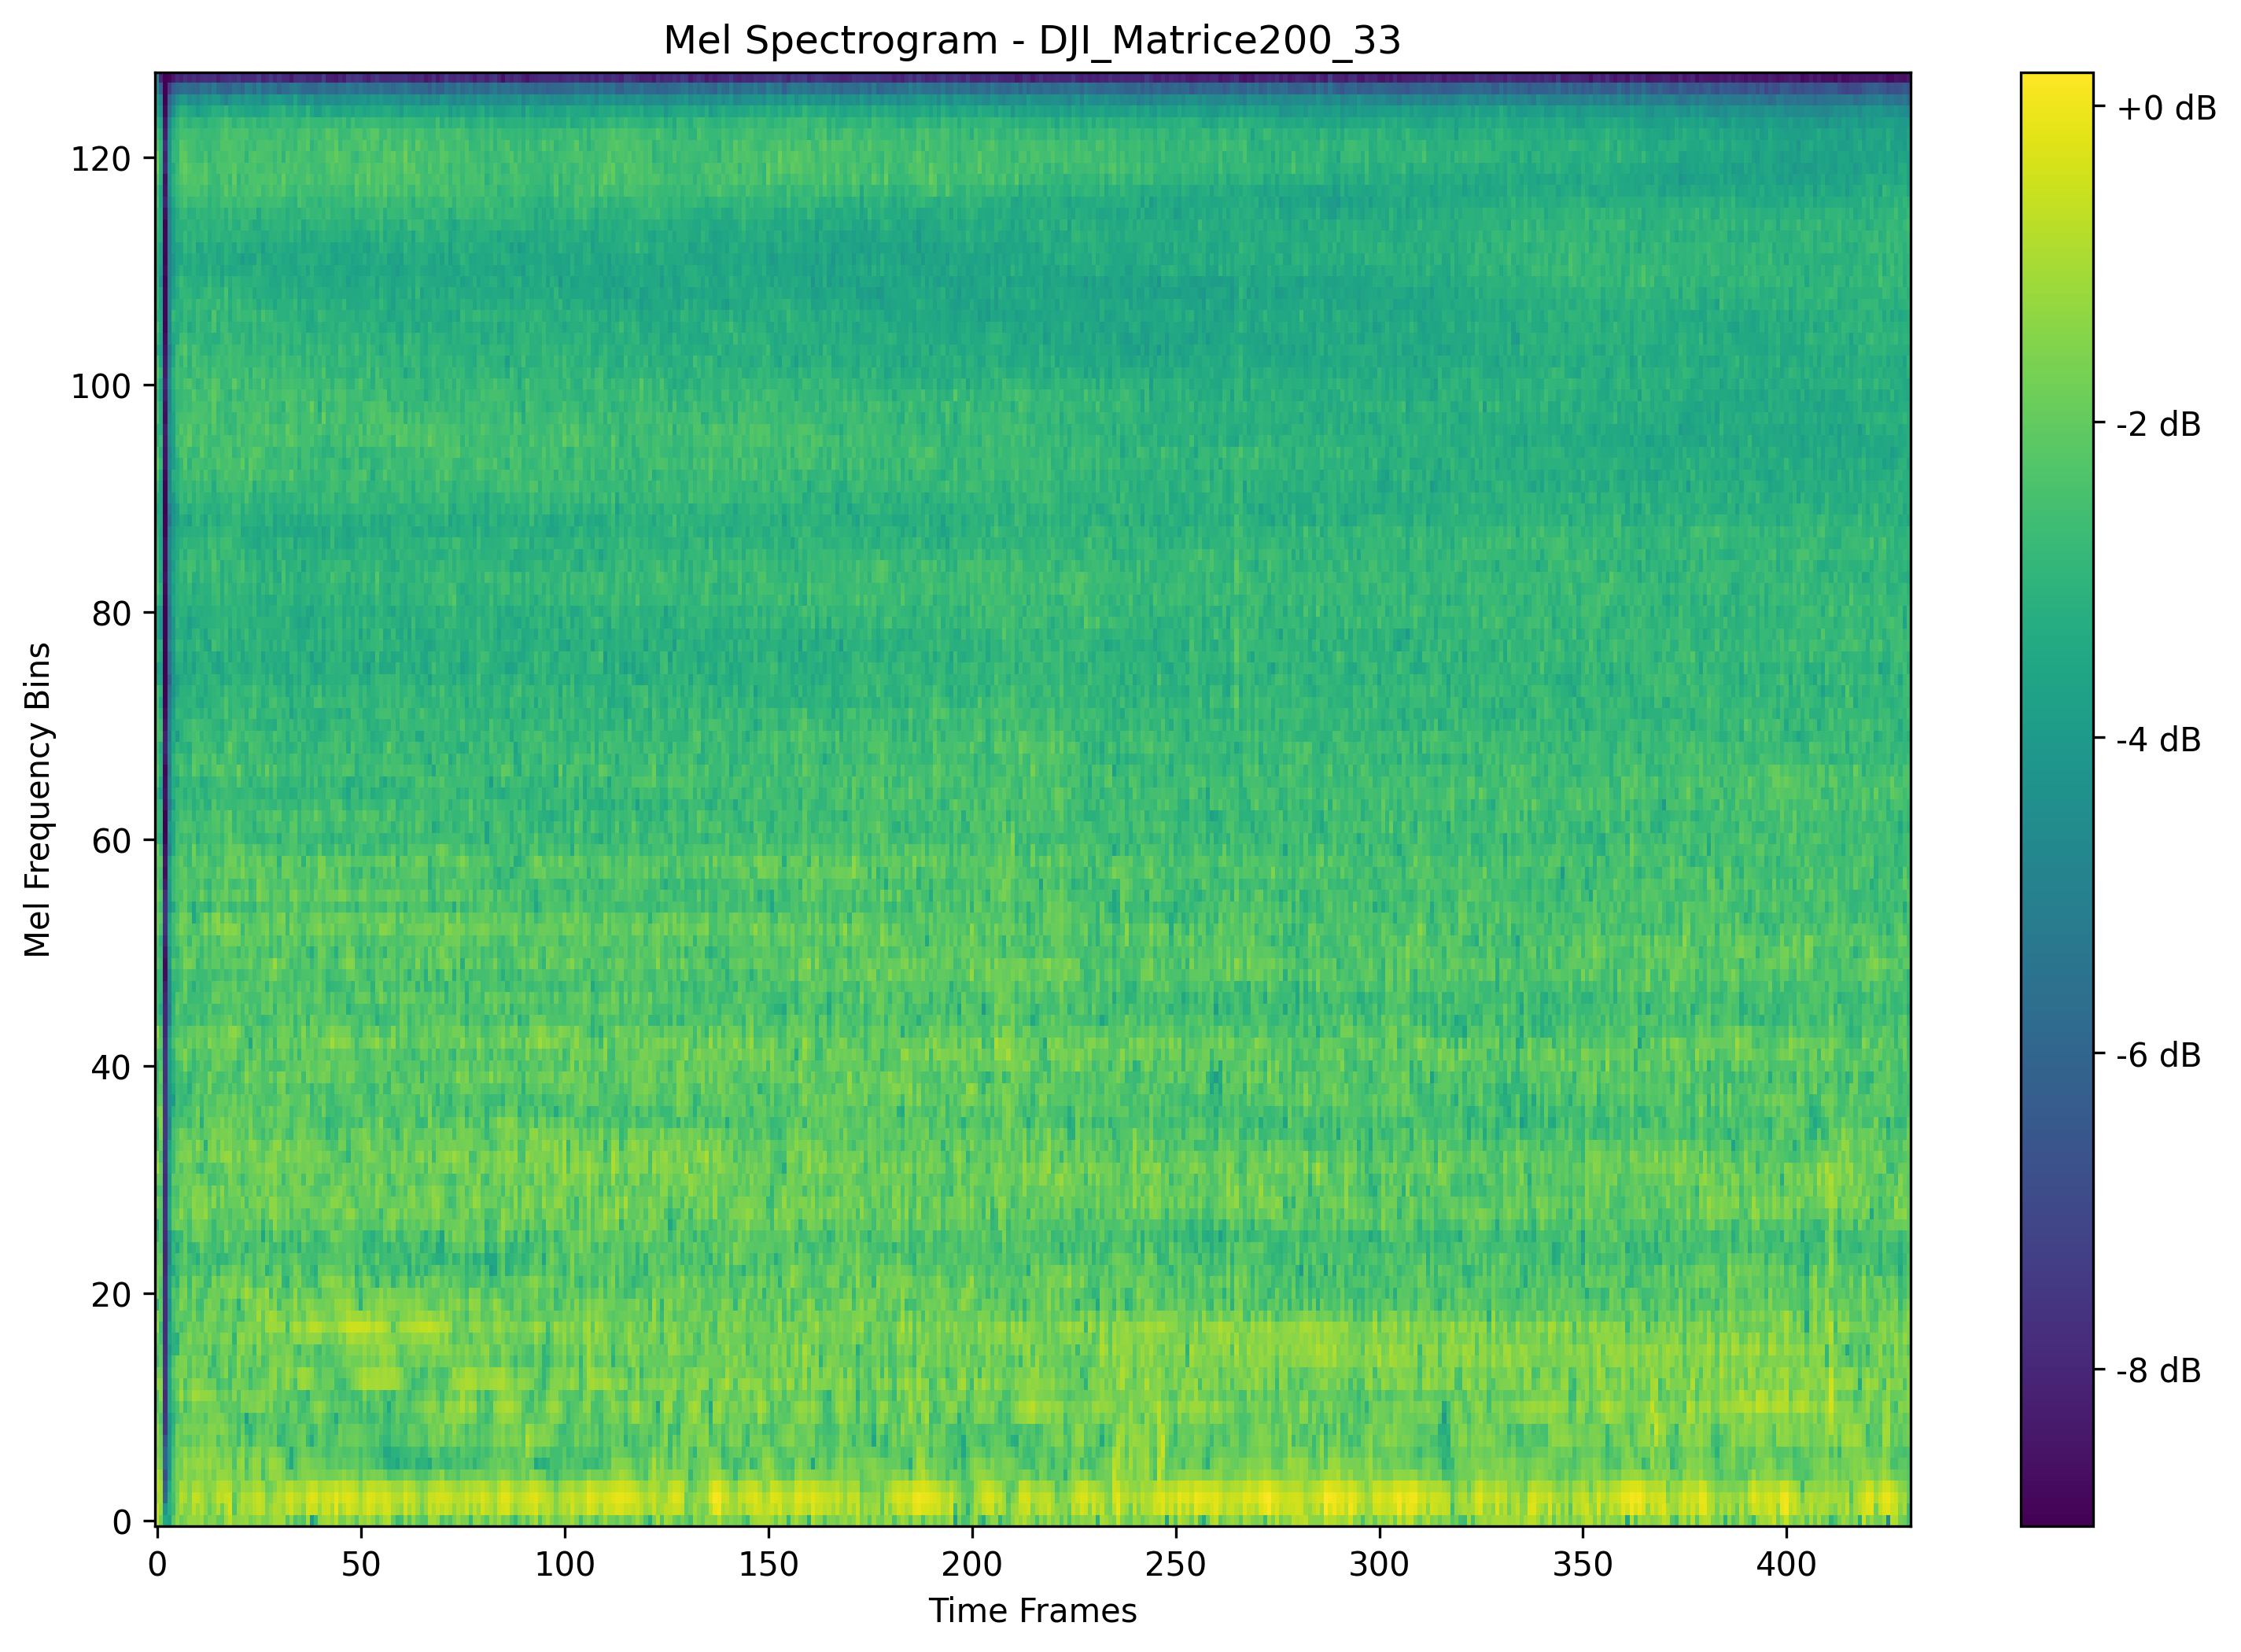 Mel Spectrogram - DJI_Matrice200_33
Mel Frequency Bins
120
100
80
60
40
20
0
0 50 100 150 200 250 300 350 400
Time Frames
+0 dB
-2 dB
-4 dB
-6 dB
-8 dB